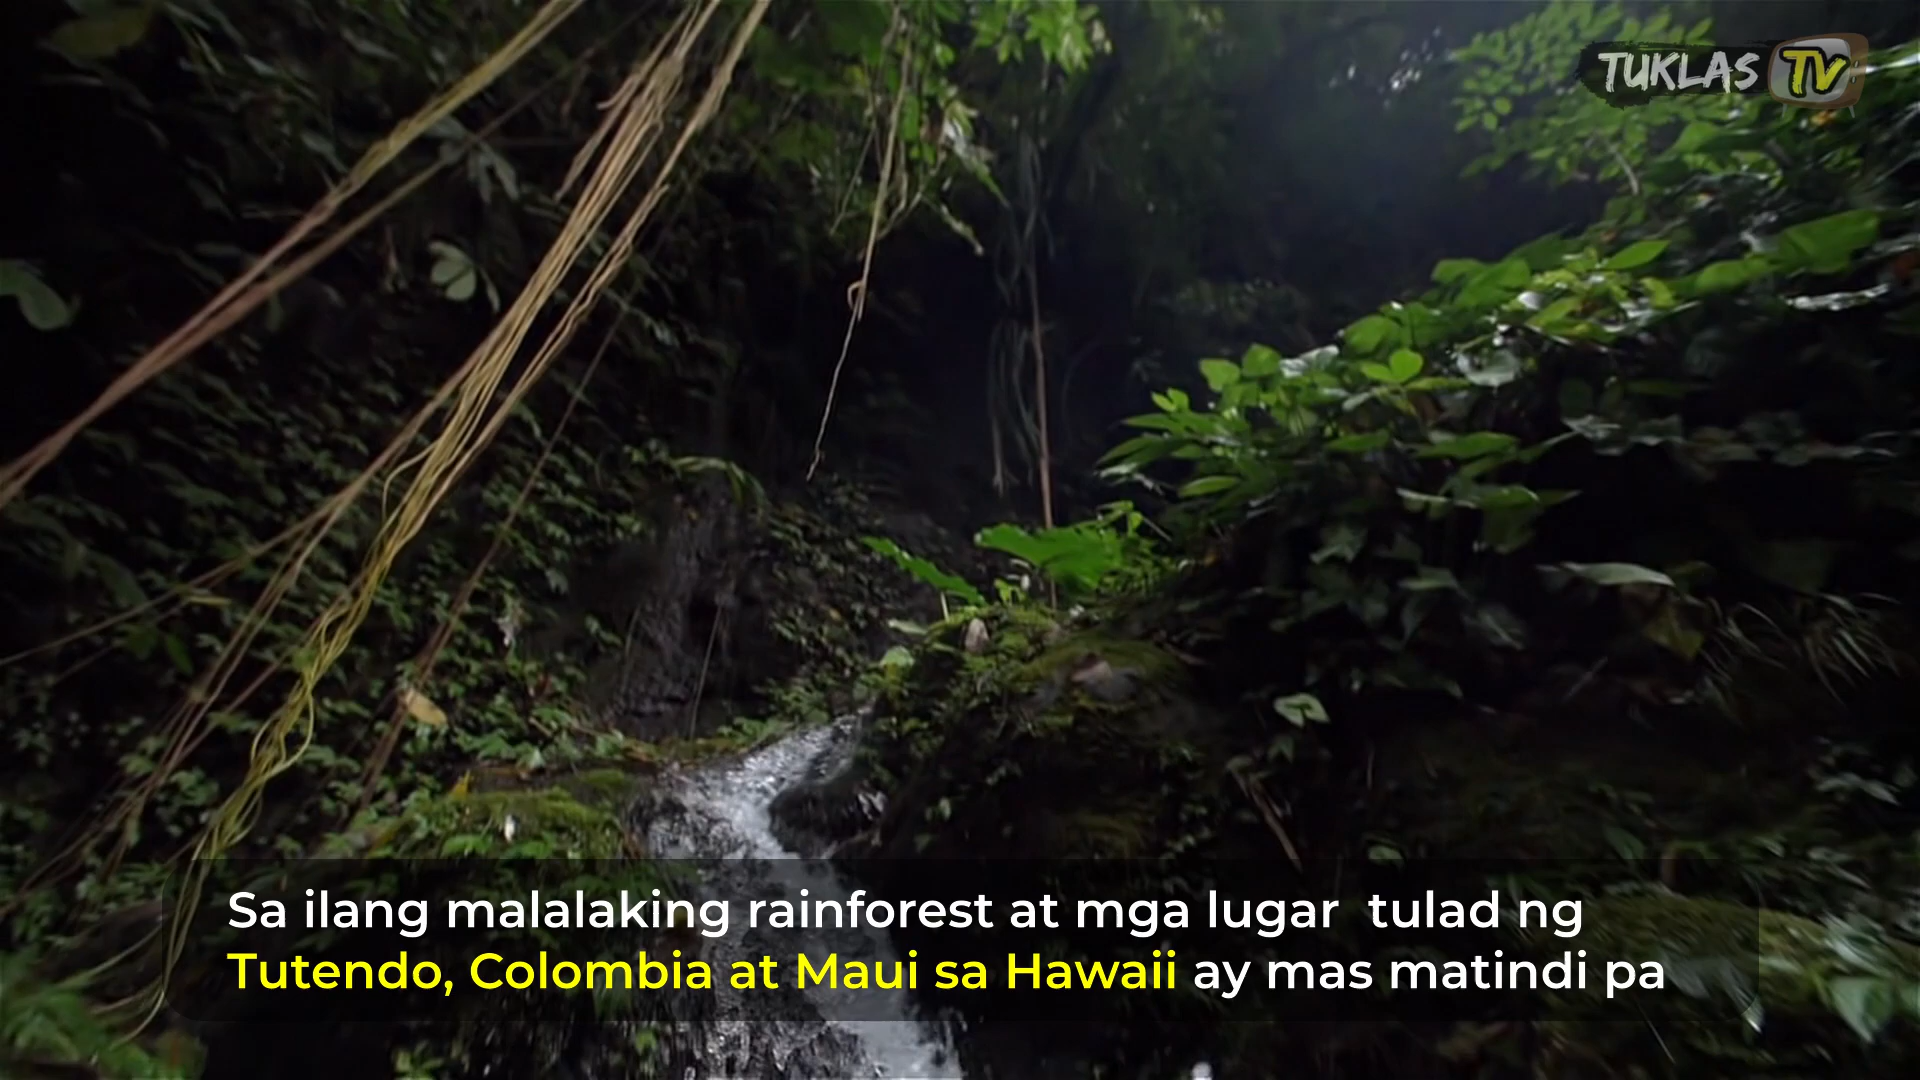 TUKLAS TV
Sa ilang malalaking rainforest at mga lugar  tulad ng
Tutendo, Colombia at Maui sa Hawaii ay mas matindi pa